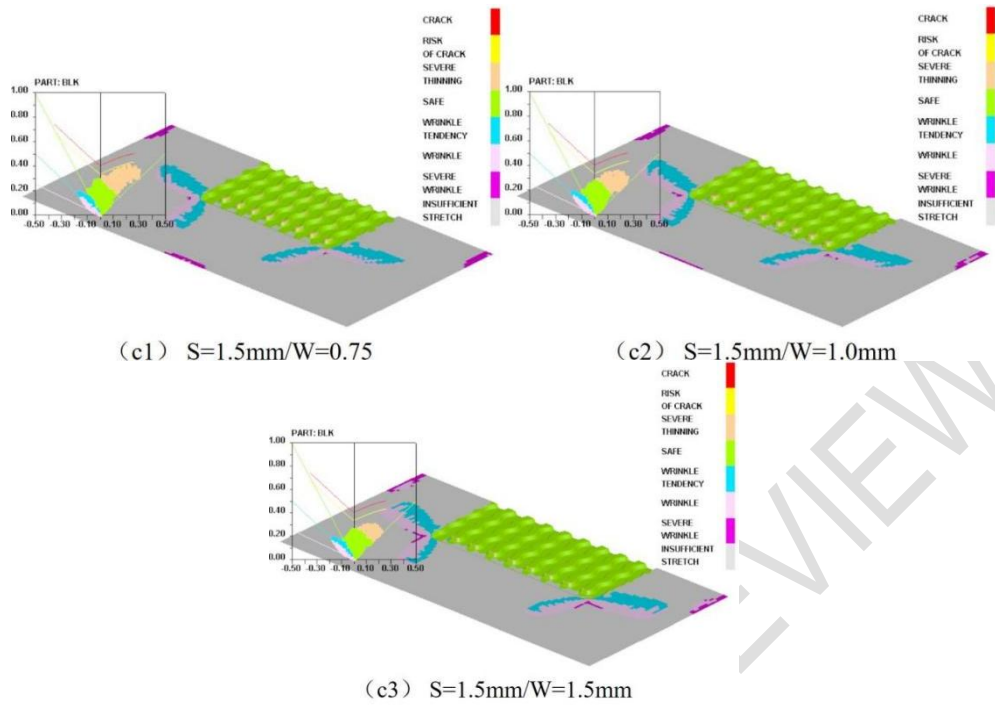 CRACK
RISK
OF CRACK
SEVERE
THINNING
SAFE
WRINKLE
TENDENCY
WRINKLE
SEVERE
WRINKLE
INSUFFICIENT
STRETCH
PART: BLK
1.00
0.80
0.60
0.40
0.20
0.00
-0.50 -0.30 -0.10 0.10 0.30 0.50
(c1) S=1.5mm/W=0.75
CRACK
RISK
OF CRACK
SEVERE
THINNING
SAFE
WRINKLE
TENDENCY
WRINKLE
SEVERE
WRINKLE
INSUFFICIENT
STRETCH
PART: BLK
1.00
0.80
0.60
0.40
0.20
0.00
-0.50 -0.30 -0.10 0.10 0.30 0.50
(c2) S=1.5mm/W=1.0mm
CRACK
RISK
OF CRACK
SEVERE
THINNING
SAFE
WRINKLE
TENDENCY
WRINKLE
SEVERE
WRINKLE
INSUFFICIENT
STRETCH
PART: BLK
1.00
0.80
0.60
0.40
0.20
0.00
-0.50 -0.30 -0.10 0.10 0.30 0.50
(c3) S=1.5mm/W=1.5mm
VIEW